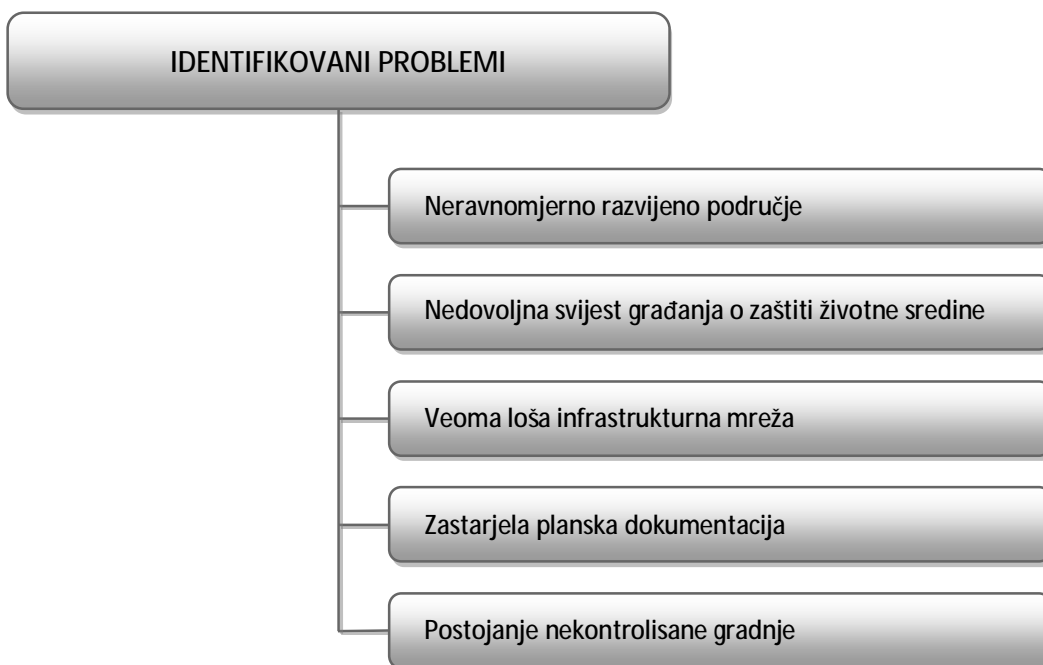 IDENTIFIKOVANI PROBLEMI
Neravnomjerno razvijeno područje
Nedovoljna svijest građanja o zaštiti životne sredine
Veoma loša infrastrukturna mreža
Zastarjela planska dokumentacija
Postojanje nekontrolisane gradnje